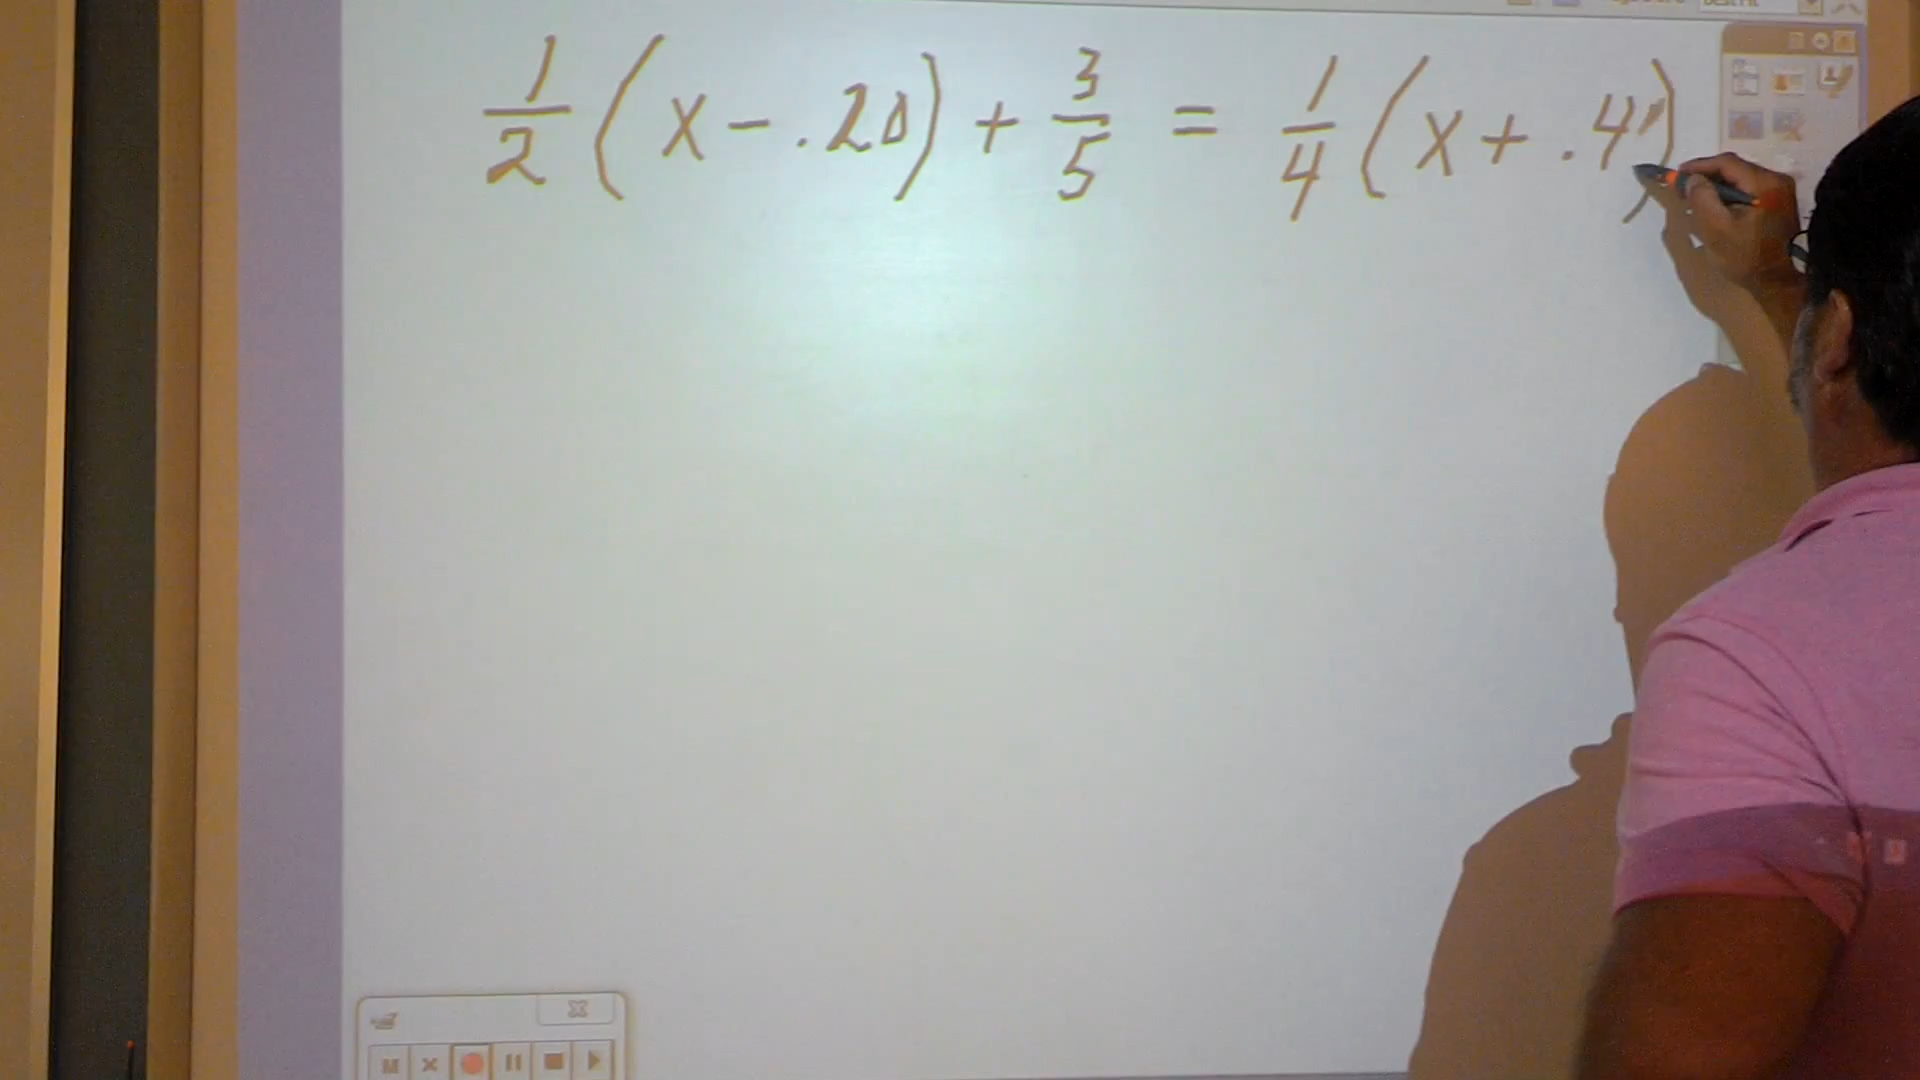 1/2 (x - .20) + 3/5 = 1/4 (x + .4)
M